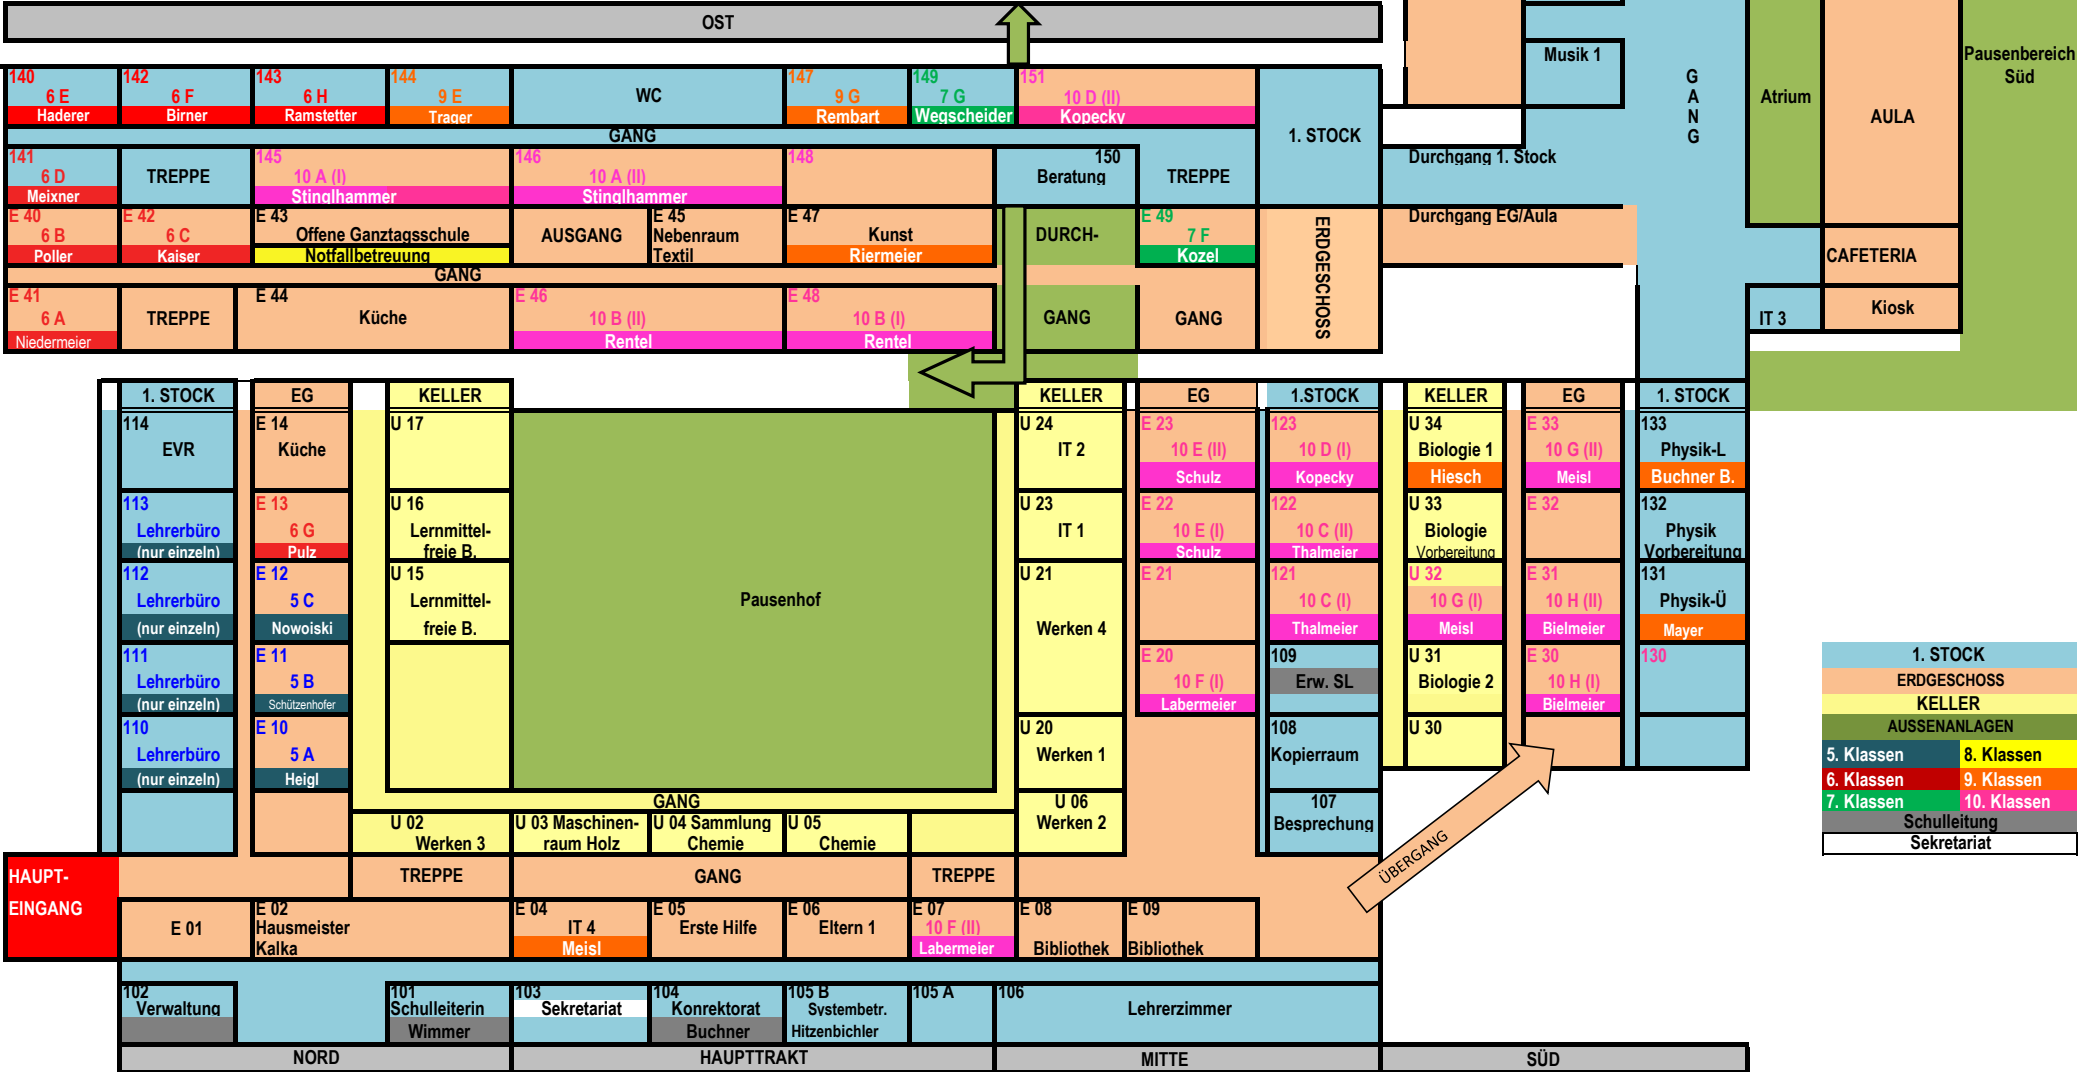 OST
Musik 1
Pausenbereich
Süd
G
A
N
G
Atrium
AULA
140
6 E
Haderer
142
6 F
Birner
143
6 H
Ramstetter
144
9 E
Trager
WC
147
9 G
Rembart
149
7 G
Wegscheider
151
10 D (II)
Kopecky
1. STOCK
GANG
141
6 D
Meixner
TREPPE
145
10 A (I)
Stinglhammer
146
10 A (II)
Stinglhammer
148
150
Beratung
TREPPE
Durchgang 1. Stock
E 40
6 B
Poller
E 42
6 C
Kaiser
E 43
Offene Ganztagsschule
Notfallbetreuung
AUSGANG
E 45
Nebenraum
Textil
E 47
Kunst
Riermeier
DURCH-
E 49
7 F
Kozel
ERDGESCHOSS
Durchgang EG/Aula
CAFETERIA
GANG
E 41
6 A
Niedermeier
TREPPE
E 44
Küche
E 46
10 B (II)
Rentel
E 48
10 B (I)
Rentel
GANG
GANG
IT 3
Kiosk
1. STOCK
EG
KELLER
KELLER
EG
1.STOCK
KELLER
EG
1. STOCK
114
EVR
E 14
Küche
U 17
U 24
IT 2
E 23
10 E (II)
Schulz
123
10 D (I)
Kopecky
U 34
Biologie 1
Hiesch
E 33
10 G (II)
Meisl
133
Physik-L
Buchner B.
113
Lehrerbüro
(nur einzeln)
E 13
6 G
Pulz
U 16
Lernmittel-
freie B.
U 23
IT 1
E 22
10 E (I)
Schulz
122
10 C (II)
Thalmeier
U 33
Biologie
Vorbereitung
E 32
132
Physik
Vorbereitung
112
Lehrerbüro
(nur einzeln)
E 12
5 C
Nowoiski
U 15
Lernmittel-
freie B.
Pausenhof
U 21
Werken 4
E 21
121
10 C (I)
Thalmeier
U 32
10 G (I)
Meisl
E 31
10 H (II)
Bielmeier
131
Physik-Ü
Mayer
111
Lehrerbüro
(nur einzeln)
E 11
5 B
Schützenhofer
E 20
10 F (I)
Labermeier
109
Erw. SL
U 31
Biologie 2
E 30
10 H (I)
Bielmeier
130
110
Lehrerbüro
(nur einzeln)
E 10
5 A
Heigl
U 20
Werken 1
108
Kopierraum
U 30
1. STOCK
ERDGESCHOSS
KELLER
AUSSENANLAGEN
5. Klassen
8. Klassen
6. Klassen
9. Klassen
7. Klassen
10. Klassen
Schulleitung
Sekretariat
GANG
U 02
Werken 3
U 03 Maschinen-
raum Holz
U 04 Sammlung
Chemie
U 05
Chemie
U 06
Werken 2
107
Besprechung
ÜBERGANG
HAUPT-
EINGANG
TREPPE
GANG
TREPPE
E 01
E 02
Hausmeister
Kalka
E 04
IT 4
Meisl
E 05
Erste Hilfe
E 06
Eltern 1
E 07
10 F (II)
Labermeier
E 08
Bibliothek
E 09
Bibliothek
102
Verwaltung
101
Schulleiterin
Wimmer
103
Sekretariat
104
Konrektorat
Buchner
105 B
Systembetr.
Hitzenbichler
105 A
106
Lehrerzimmer
NORD
HAUPTTRAKT
MITTE
SÜD